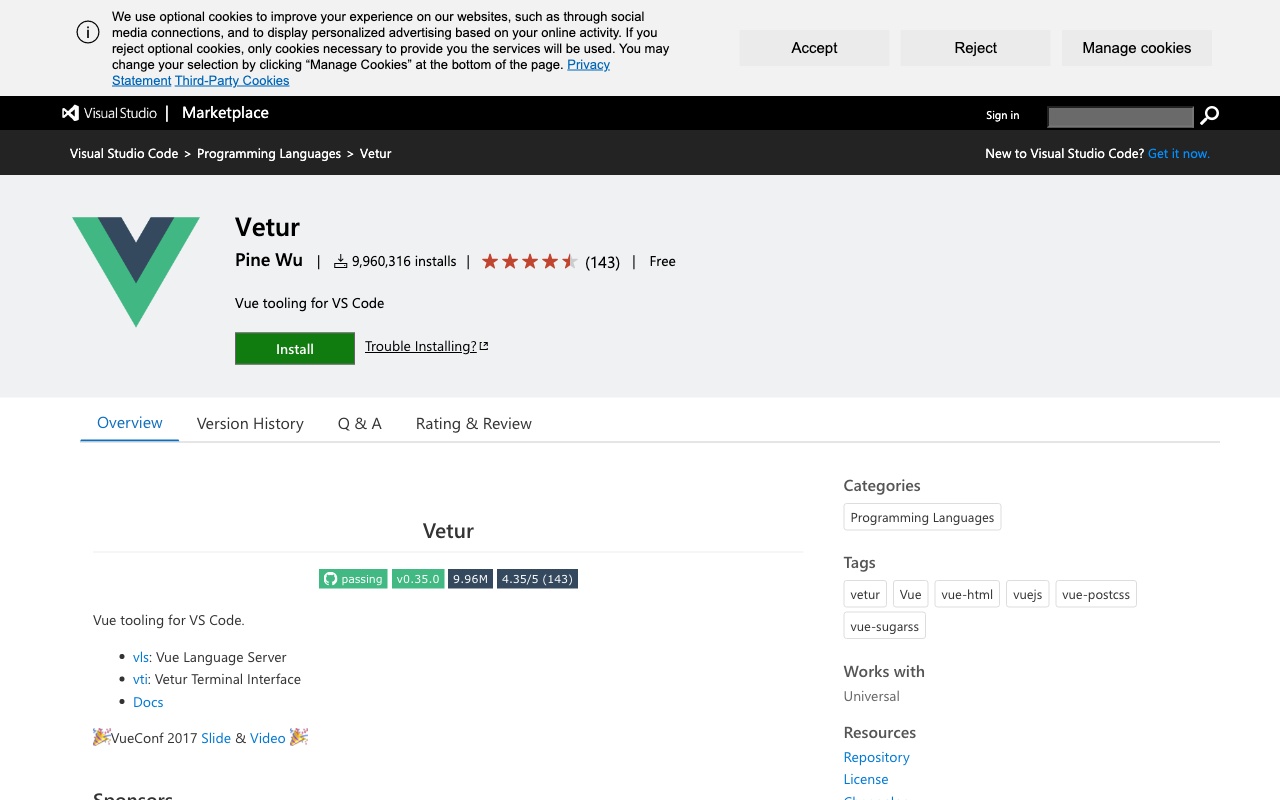 We use optional cookies to improve your experience on our websites, such as through social
media connections, and to display personalized advertising based on your online activity. If you
reject optional cookies, only cookies necessary to provide you the services will be used. You may
change your selection by clicking “Manage Cookies” at the bottom of the page. Privacy
Statement Third-Party Cookies
Accept
Reject
Manage cookies
Visual Studio | Marketplace
Sign in
Visual Studio Code > Programming Languages > Vetur
New to Visual Studio Code? Get it now.
Vetur
Pine Wu | 9,960,316 installs | (143) | Free
Vue tooling for VS Code
Install
Trouble Installing?
Overview
Version History
Q & A
Rating & Review
Vetur
passing v0.35.0 9.96M 4.35/5 (143)
Vue tooling for VS Code.
• vls: Vue Language Server
• vti: Vetur Terminal Interface
• Docs
🎉VueConf 2017 Slide & Video 🎉
Sponsors
Categories
Programming Languages
Tags
vetur Vue vue-html vuejs vue-postcss
vue-sugarss
Works with
Universal
Resources
Repository
License